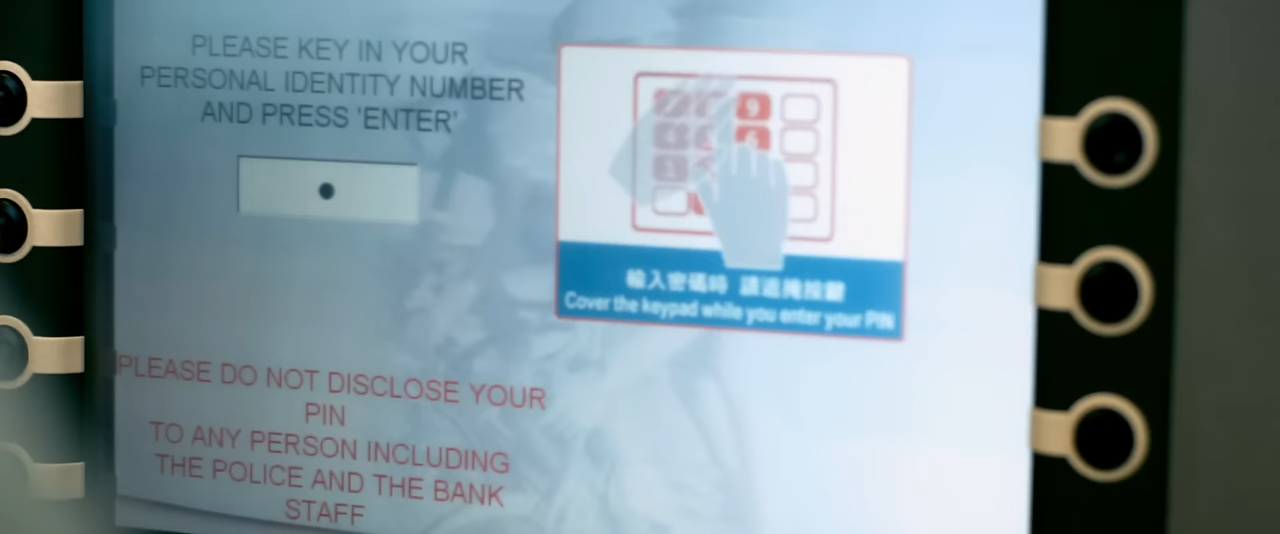 PLEASE KEY IN YOUR
PERSONAL IDENTITY NUMBER
AND PRESS 'ENTER'
9
6
輸入密碼時 請遮掩按鍵
Cover the keypad while you enter your PIN
PLEASE DO NOT DISCLOSE YOUR
PIN
TO ANY PERSON INCLUDING
THE POLICE AND THE BANK
STAFF